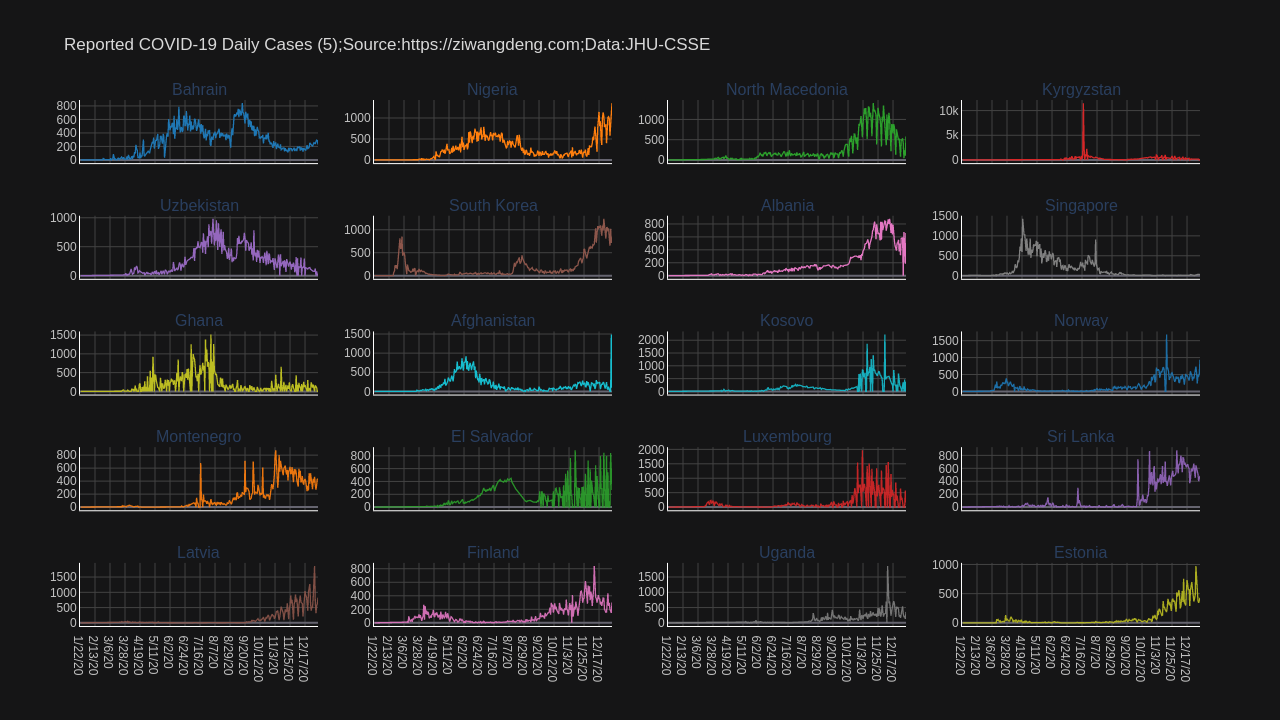 Reported COVID-19 Daily Cases (5);Source:https://ziwangdeng.com;Data:JHU-CSSE
Bahrain Nigeria North Macedonia Kyrgyzstan
800 600 400 200 0
1000 500 0
1000 500 0
10k 5k 0
Uzbekistan South Korea Albania Singapore
1000 500 0
1000 500 0
800 600 400 200 0
1500 1000 500 0
Ghana Afghanistan Kosovo Norway
1500 1000 500 0
1500 1000 500 0
2000 1500 1000 500 0
1500 1000 500 0
Montenegro El Salvador Luxembourg Sri Lanka
800 600 400 200 0
800 600 400 200 0
2000 1500 1000 500 0
800 600 400 200 0
Latvia Finland Uganda Estonia
1500 1000 500 0
800 600 400 200 0
1500 1000 500 0
1000 500 0
1/22/20 2/13/20 3/6/20 3/28/20 4/19/20 5/11/20 6/2/20 6/24/20 7/16/20 8/7/20 8/29/20 9/20/20 10/12/20 11/3/20 11/25/20 12/17/20
1/22/20 2/13/20 3/6/20 3/28/20 4/19/20 5/11/20 6/2/20 6/24/20 7/16/20 8/7/20 8/29/20 9/20/20 10/12/20 11/3/20 11/25/20 12/17/20
1/22/20 2/13/20 3/6/20 3/28/20 4/19/20 5/11/20 6/2/20 6/24/20 7/16/20 8/7/20 8/29/20 9/20/20 10/12/20 11/3/20 11/25/20 12/17/20
1/22/20 2/13/20 3/6/20 3/28/20 4/19/20 5/11/20 6/2/20 6/24/20 7/16/20 8/7/20 8/29/20 9/20/20 10/12/20 11/3/20 11/25/20 12/17/20